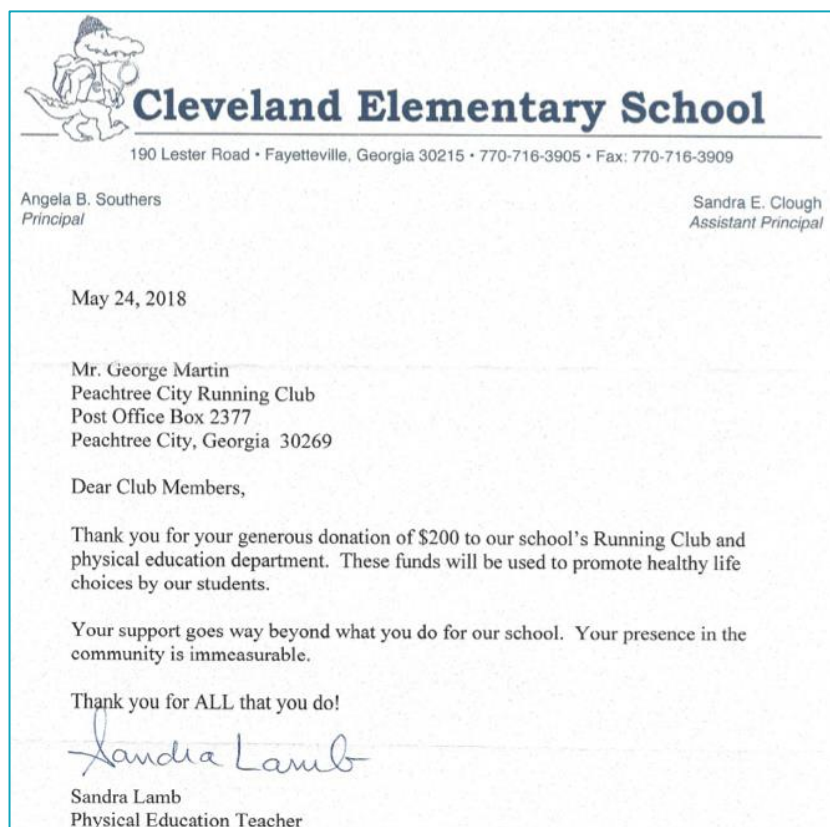 Cleveland Elementary School
190 Lester Road • Fayetteville, Georgia 30215 • 770-716-3905 • Fax: 770-716-3909
Angela B. Southers
Principal
Sandra E. Clough
Assistant Principal
May 24, 2018
Mr. George Martin
Peachtree City Running Club
Post Office Box 2377
Peachtree City, Georgia  30269
Dear Club Members,
Thank you for your generous donation of $200 to our school's Running Club and
physical education department.  These funds will be used to promote healthy life
choices by our students.
Your support goes way beyond what you do for our school.  Your presence in the
community is immeasurable.
Thank you for ALL that you do!
Sandra Lamb
Sandra Lamb
Physical Education Teacher